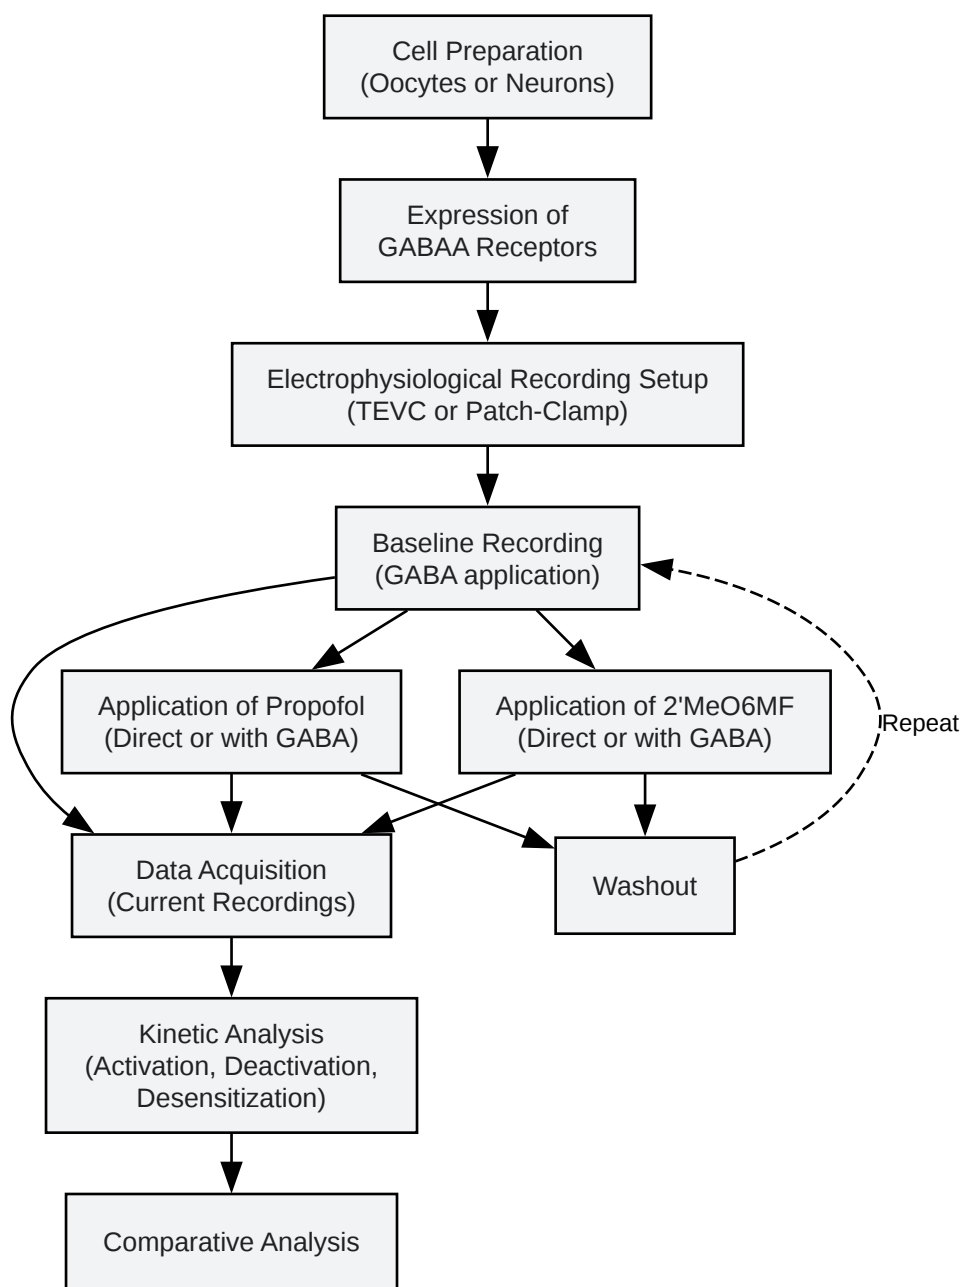 Cell Preparation
(Oocytes or Neurons)
Expression of
GABAA Receptors
Electrophysiological Recording Setup
(TEVC or Patch-Clamp)
Baseline Recording
(GABA application)
Application of Propofol
(Direct or with GABA)
Application of 2'MeO6MF
(Direct or with GABA)
Repeat
Data Acquisition
(Current Recordings)
Washout
Kinetic Analysis
(Activation, Deactivation,
Desensitization)
Comparative Analysis